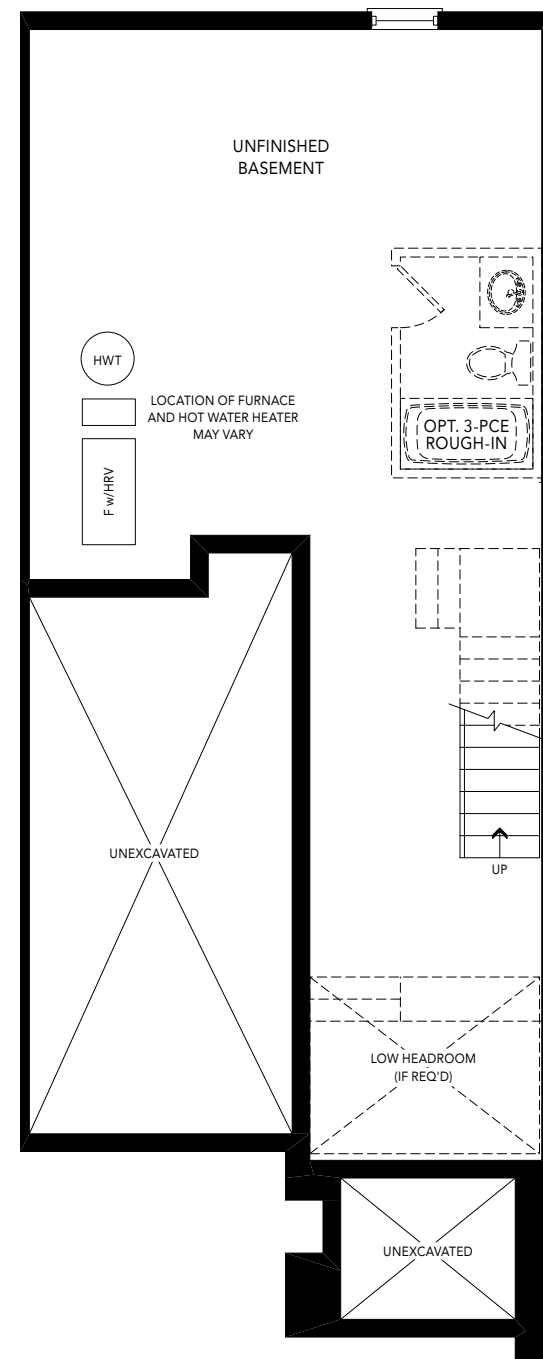 UNFINISHED
BASEMENT
HWT
LOCATION OF FURNACE
AND HOT WATER HEATER
MAY VARY
F w/HRV
OPT. 3-PCE
ROUGH-IN
UNEXCAVATED
UP
LOW HEADROOM
(IF REQ'D)
UNEXCAVATED